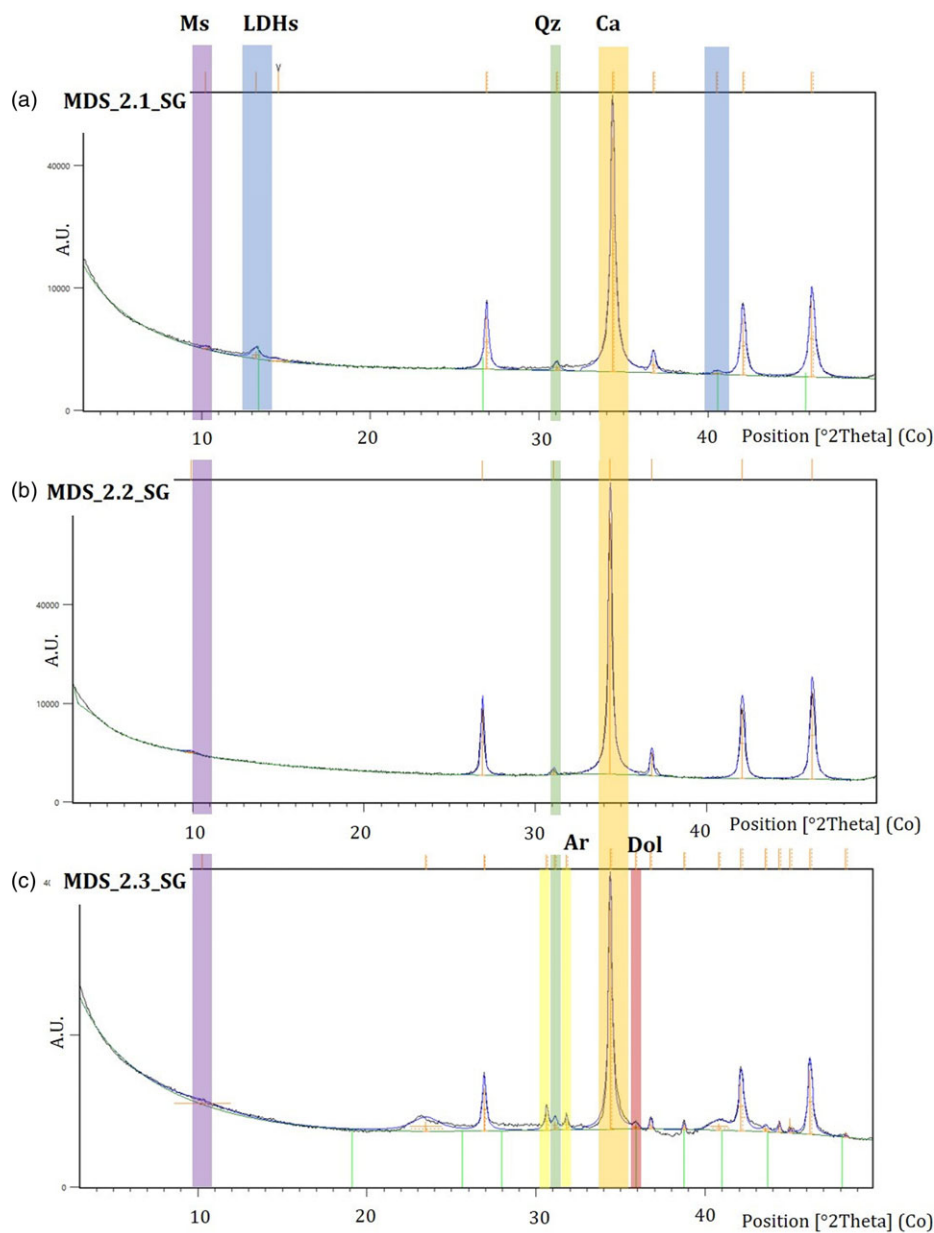 Ms LDHs Qz Ca
(a) MDS_2.1_SG
40000
A.U.
10000
0
10 20 30 40 Position [°2Theta] (Co)
(b) MDS_2.2_SG
40000
A.U.
10000
0
10 20 30 40 Position [°2Theta] (Co)
Ar Dol
(c) MDS_2.3_SG
A.U.
0
10 20 30 40 Position [°2Theta] (Co)